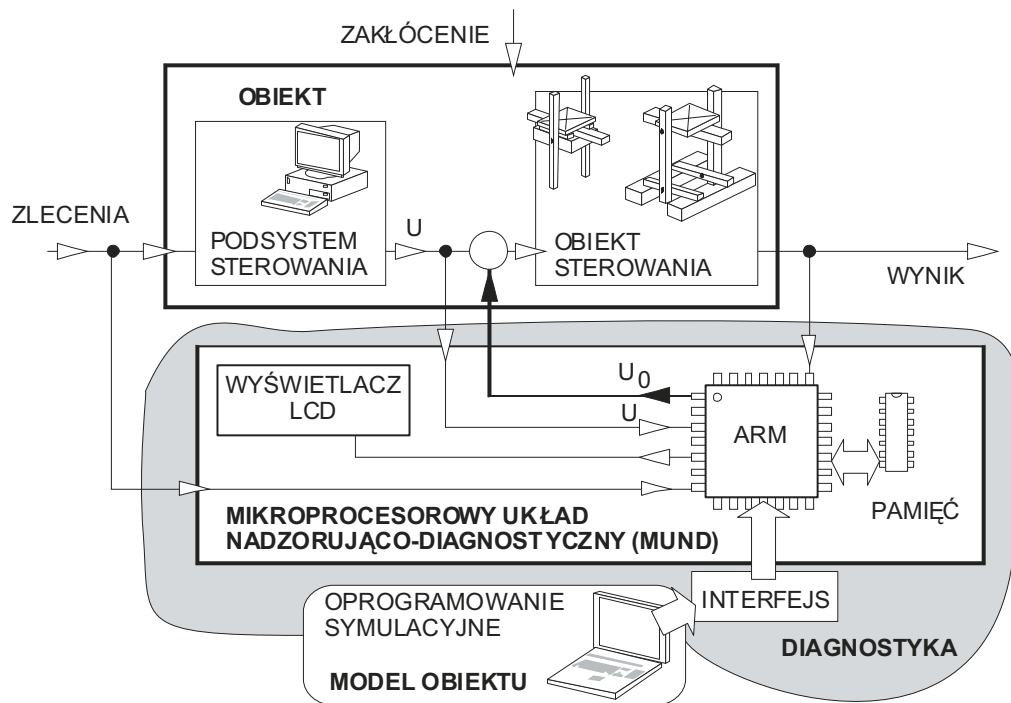 ZAKŁÓCENIE
OBIEKT
ZLECENIA
PODSYSTEM
STEROWANIA
U
OBIEKT
STEROWANIA
WYNIK
WYŚWIETLACZ
LCD
U0
U
ARM
PAMIĘĆ
MIKROPROCESOROWY UKŁAD
NADZORUJĄCO-DIAGNOSTYCZNY (MUND)
OPROGRAMOWANIE
SYMULACYJNE
INTERFEJS
MODEL OBIEKTU
DIAGNOSTYKA